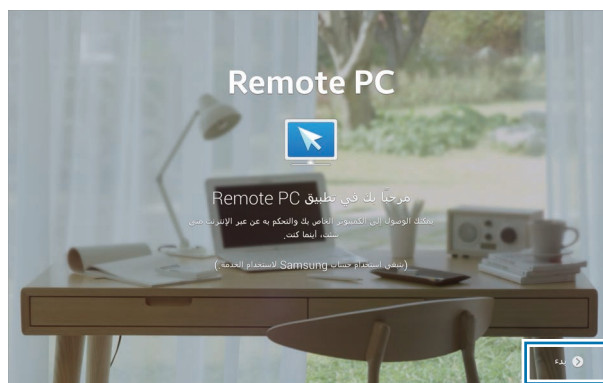 Remote PC
مرحبًا بك في تطبيق Remote PC
يمكنك الوصول إلى الكمبيوتر الخاص بك والتحكم به عن عبر الإنترنت متى
شئت، أينما كنت.
(ينبغي استخدام حساب Samsung لاستخدام الخدمة.)
بدء